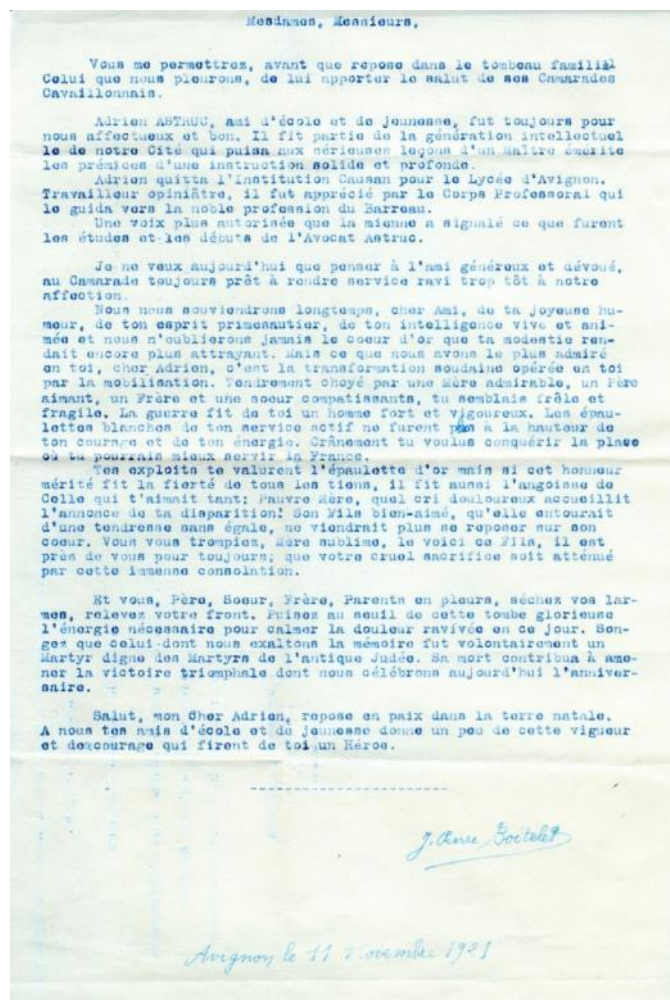 Mesdames, Messieurs,
Vous me permettrez, avant que repose dans le tombeau familial
Celui que nous pleurons, de lui apporter le salut de ses Camarades
Cavaillonnais.
Adrien ASTRUC, ami d'école et de jeunesse, fut toujours pour
nous affectueux et bon. Il fit partie de la génération intellectuel
le de notre Cité qui puisa aux sérieuses leçons d'un Maître émérite
les prémices d'une instruction solide et profonde.
Adrien quitta l'Institution Causan pour le Lycée d'Avignon.
Travailleur opiniâtre, il fut apprécié par le Corps Professoral qui
le guida vers la noble profession du Barreau.
Une voix plus autorisée que la mienne a signalé ce que furent
les études et les débuts de l'Avocat Astruc.
Je ne veux aujourd'hui que penser à l'ami généreux et dévoué,
au Camarade toujours prêt à rendre service ravi trop tôt à notre
affection.
Nous nous souviendrons longtemps, cher Ami, de ta joyeuse hu-
meur, de ton esprit primesautier, de ton intelligence vive et ani-
mée et nous n'oublierons jamais le coeur d'or que ta modestie ren-
dait encore plus attrayant. Mais ce que nous avons le plus admiré
en toi, cher Adrien, c'est la transformation soudaine opérée en toi
par la mobilisation. Tendrement choyé par une Mère admirable, un Père
aimant, un Frère et une soeur compatissants, tu semblais frêle et
fragile. La guerre fit de toi un homme fort et vigoureux. Les épau-
lettes blanches de ton service actif ne furent pas à la hauteur de
ton courage et de ton énergie. Crânement tu voulus conquérir la place
où tu pourrais mieux servir la France.
Tes exploits te valurent l'épaulette d'or mais si cet honneur
mérité fit la fierté de tous les tiens, il fit aussi l'angoisse de
Celle qui t'aimait tant; Pauvre Mère, quel cri douloureux accueillit
l'annonce de ta disparition! Son Fils bien-aimé, qu'elle entourait
d'une tendresse sans égale, ne viendrait plus se reposer sur son
coeur. Vous vous trompiez, Mère sublime, le voici ce Fils, il est
près de vous pour toujours; que votre cruel sacrifice soit atténué
par cette immense consolation.
Et vous, Père, Soeur, Frère, Parents en pleurs, séchez vos lar-
mes, relevez votre front. Puisez au seuil de cette tombe glorieuse
l'énergie nécessaire pour calmer la douleur ravivée en ce jour. Son-
gez que celui-dont nous exaltons la mémoire fut volontairement un
Martyr digne des Martyrs de l'antique Judée. Sa mort contribua à ame-
ner la victoire triomphale dont nous célébrons aujourd'hui l'anniver-
saire.
Salut, mon Cher Adrien, repose en paix dans la terre natale.
A nous tes amis d'école et de jeunesse donne un peu de cette vigueur
et de courage qui firent de toi un Héros.
J. Pierre Boitelet
Avignon le 11 Novembre 1921